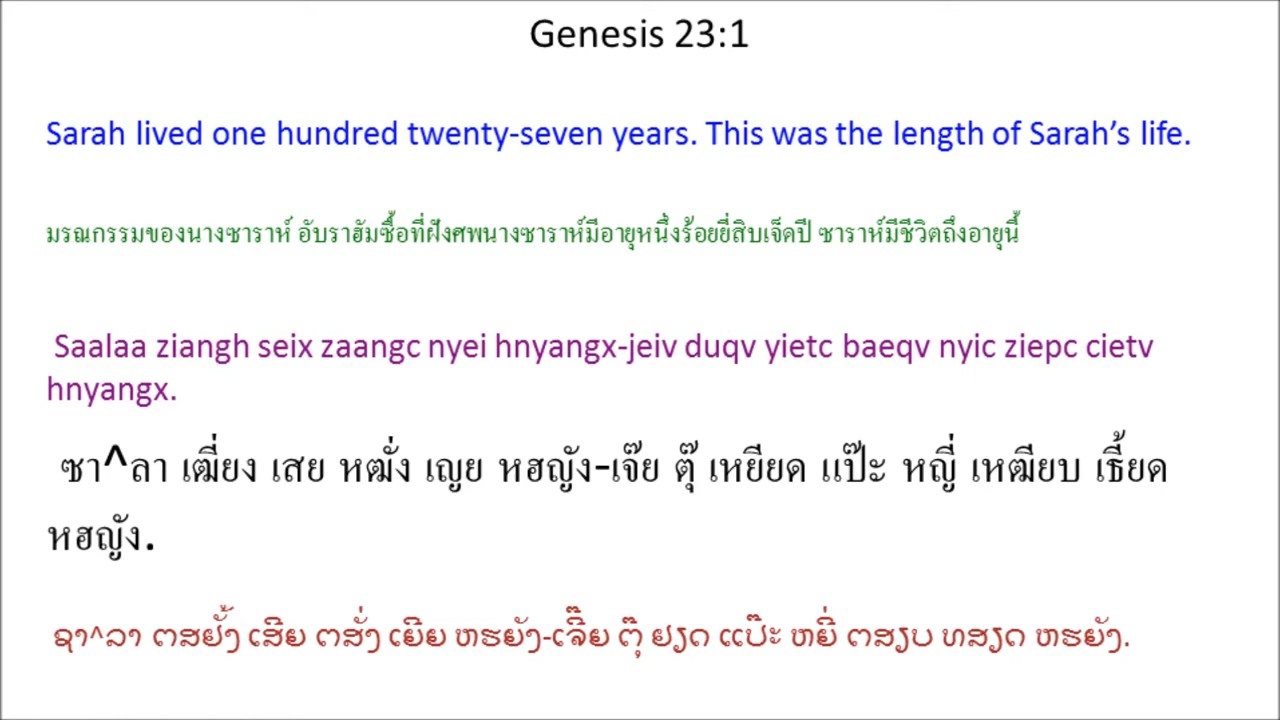 Genesis 23:1
Sarah lived one hundred twenty-seven years. This was the length of Sarah’s life.
มรณกรรมของนางซาราห์ อับราฮัมซื้อที่ฝังศพนางซาราห์มีอายุหนึ่งร้อยยี่สิบเจ็ดปี ซาราห์มีชีวิตถึงอายุนี้
Saalaa ziangh seix zaangc nyei hnyangx-jeiv duqv yietc baeqv nyic ziepc cietv
hnyangx.
ซา^ลา เฒี่ยง เสย หฒั่ง เญย หฮญัง-เจ๊ย ตุ๊ เหยียด แป๊ะ หญี่ เหฒียบ เธี้ยด
หฮญัง.
ຊາ^ລາ ຕສຢັ້ງ ເສີຍ ຕສັ່ງ ເຍີຍ ຫຮຍັງ-ເຈີ໊ຍ ຕຸ໊ ຢຽດ ແປ໊ະ ຫຍີ່ ຕສຽບ ທສຽດ ຫຮຍັງ.